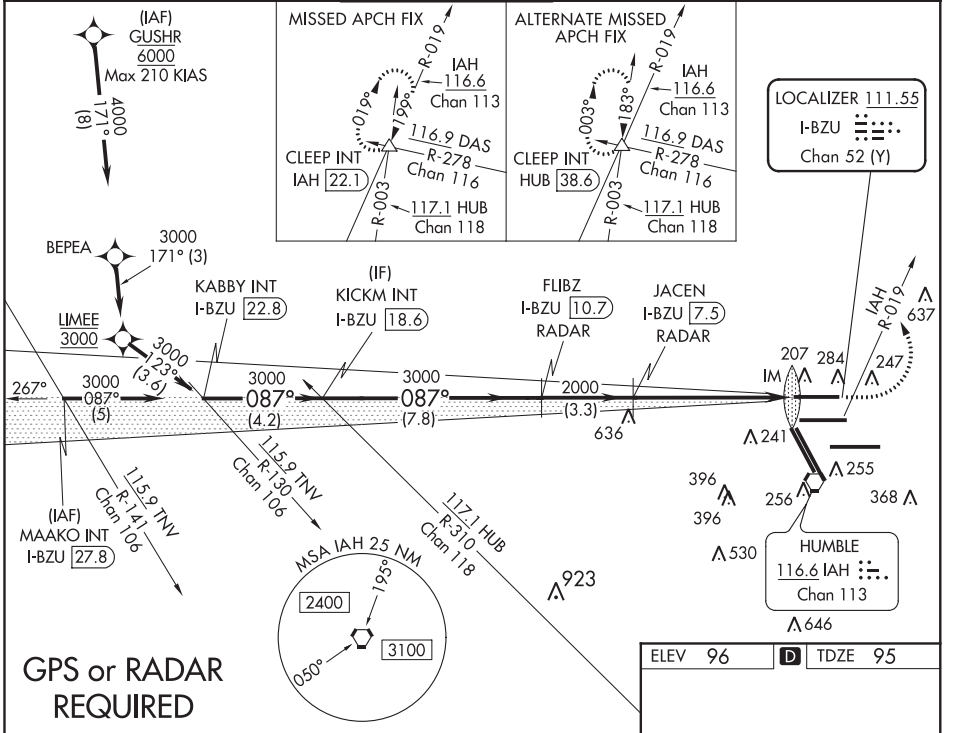 (IAF)
GUSHR
6000
Max 210 KIAS
4000
171°
(8)
MISSED APCH FIX
R-019
IAH
116.6
Chan 113
019°
199°
116.9 DAS
R-278
Chan 116
CLEEP INT
IAH 22.1
R-003
117.1 HUB
Chan 118
ALTERNATE MISSED
APCH FIX
R-019
IAH
116.6
Chan 113
003°
183°
116.9 DAS
R-278
Chan 116
CLEEP INT
HUB 38.6
R-003
117.1 HUB
Chan 118
LOCALIZER 111.55
I-BZU
Chan 52 (Y)
BEPEA
3000
171° (3)
LIMEE
3000
3000
123°
(3.6)
KABBY INT
I-BZU 22.8
(IF)
KICKM INT
I-BZU 18.6
FLIBZ
I-BZU 10.7
RADAR
JACEN
I-BZU 7.5
RADAR
IAH
R-019
637
207
284
247
IM
267°
3000
087°
(5)
3000
087°
(4.2)
3000
087°
(7.8)
2000
(3.3)
636
241
255
256
396
396
368
530
923
646
(IAF)
MAAKO INT
I-BZU 27.8
115.9 TNV
R-141
Chan 106
115.9 TNV
R-130
Chan 106
117.1 HUB
R-310
Chan 118
HUMBLE
116.6 IAH
Chan 113
MSA IAH 25 NM
195°
2400
3100
050°
GPS or RADAR
REQUIRED
ELEV 96 D TDZE 95